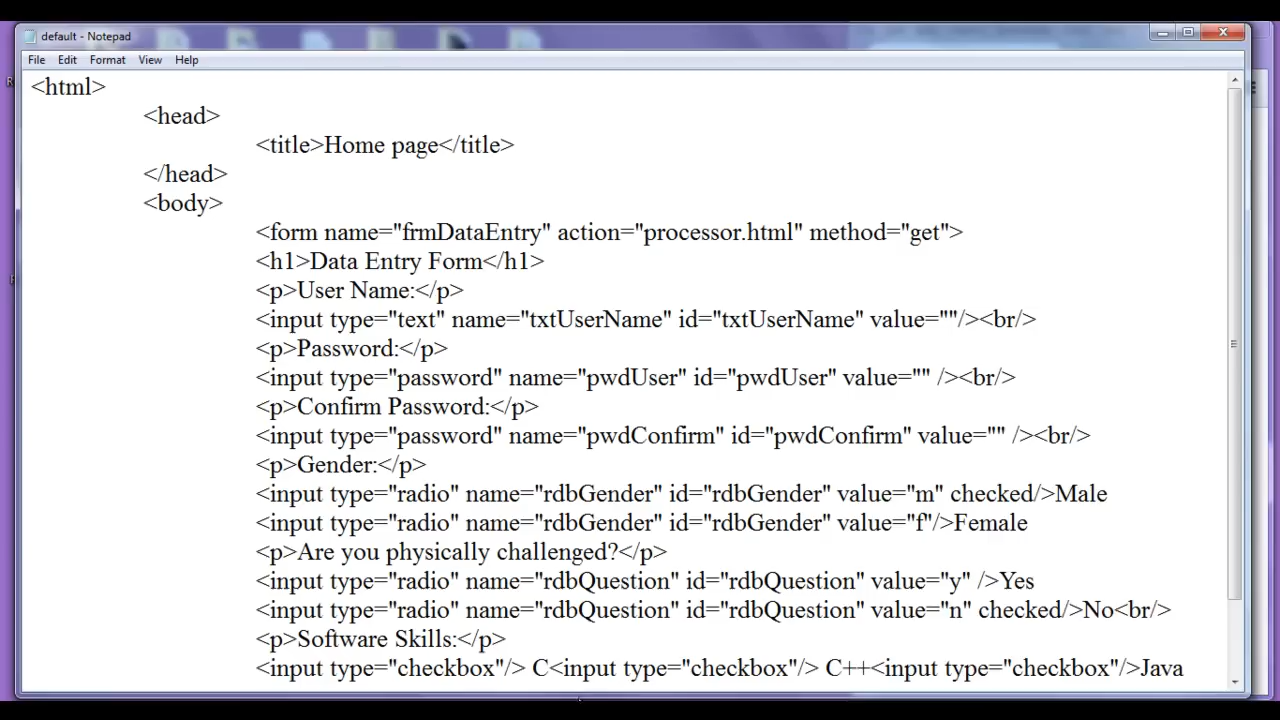 default - Notepad
File Edit Format View Help
<html>
<head>
<title>Home page</title>
</head>
<body>
<form name="frmDataEntry" action="processor.html" method="get">
<h1>Data Entry Form</h1>
<p>User Name:</p>
<input type="text" name="txtUserName" id="txtUserName" value=""/><br/>
<p>Password:</p>
<input type="password" name="pwdUser" id="pwdUser" value="" /><br/>
<p>Confirm Password:</p>
<input type="password" name="pwdConfirm" id="pwdConfirm" value="" /><br/>
<p>Gender:</p>
<input type="radio" name="rdbGender" id="rdbGender" value="m" checked/>Male
<input type="radio" name="rdbGender" id="rdbGender" value="f"/>Female
<p>Are you physically challenged?</p>
<input type="radio" name="rdbQuestion" id="rdbQuestion" value="y" />Yes
<input type="radio" name="rdbQuestion" id="rdbQuestion" value="n" checked/>No<br/>
<p>Software Skills:</p>
<input type="checkbox"/> C<input type="checkbox"/> C++<input type="checkbox"/>Java